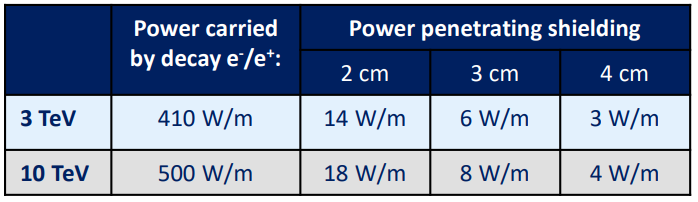 Power carried
by decay e⁻/e⁺:
Power penetrating shielding
2 cm 3 cm 4 cm
3 TeV 410 W/m 14 W/m 6 W/m 3 W/m
10 TeV 500 W/m 18 W/m 8 W/m 4 W/m